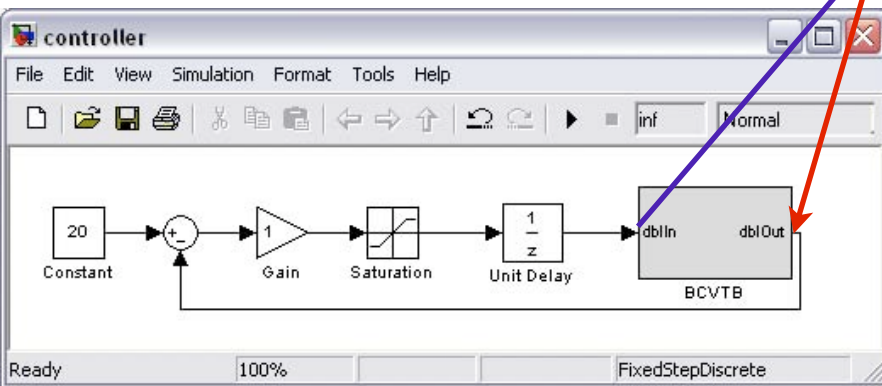 controller
File Edit View Simulation Format Tools Help
inf Normal
20
+
-
1
1
z
dblIn dblOut
Constant Gain Saturation Unit Delay
BCVTB
Ready 100% FixedStepDiscrete